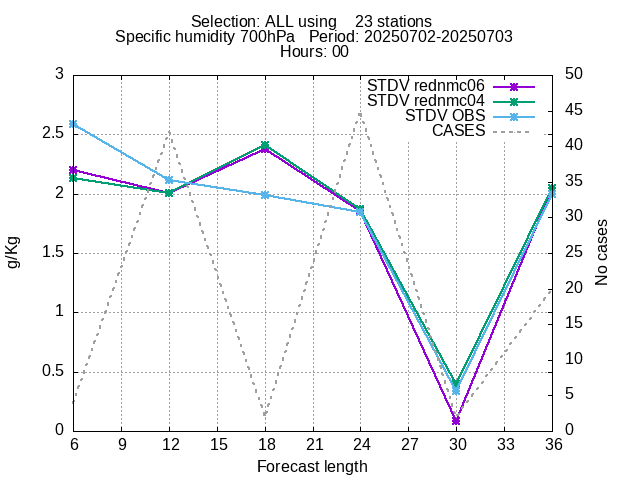 Selection: ALL using    23 stations
Specific humidity 700hPa   Period: 20250702-20250703
Hours: 00
STDV rednmc06
STDV rednmc04
STDV OBS
CASES
3
2.5
2
1.5
1
0.5
0
50
45
40
35
30
25
20
15
10
5
0
g/Kg
No cases
6 9 12 15 18 21 24 27 30 33 36
Forecast length